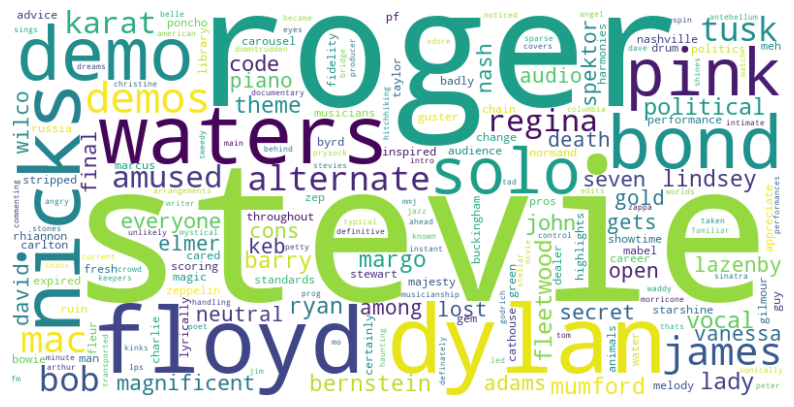 stevie
roger
floyd
dylan
nicks
waters
pink
bond
solo
demo
james
demos
mac
bob
tusk
karat
regina
alternate
amused
lindsey
magnificent
bernstein
mumford
fleetwood
everyone
theme
code
piano
audio
nash
spektor
political
death
seven
gold
gets
john
lazenby
vocal
vanessa
lady
adams
secret
open
lost
among
ryan
neutral
elmer
cons
keb
barry
margo
final
wilco
david
bowie
advice
belle
sings
poncho
became
american
eyes
library
russia
downtrodden
dreams
christine
carousel
documentary
bridge
producer
fidelity
musicians
hitchhiking
pf
taylor
badly
guster
chain
byrd
change
audience
inspired
intro
main
behind
prysock
stevies
marcus
tweedy
stripped
angry
commenting
stones
rhiannon
carlton
unlikely
expired
fresh
crowd
keepers
magic
cared
writer
mystical
arrangements
throughout
scoring
standards
zep
stewart
majesty
mmj
jazz
ahead
typical
definitive
known
instant
petty
buckingham
pros
normand
columbia
performance
nashville
drum
politics
meh
harmonies
noticed
adore
sparse
covers
spin
dave
antebellum
angel
shines
watch
intimate
appreciate
tad
edits
worlds
zappa
taken
familiar
performances
highlights
showtime
career
mabel
sinatra
green
dealer
stellar
mcvie
control
waddy
morricone
guy
gilmour
starshine
animals
water
tom
godrich
cathouse
gem
musicianship
prog
handling
lyrically
poet
zeppelin
chaos
current
ruin
fleur
man
minute
arthur
fm
kinks
lps
transported
charlie
jim
mo
haunting
definately
certainly
led
melody
thats
peter
sonically